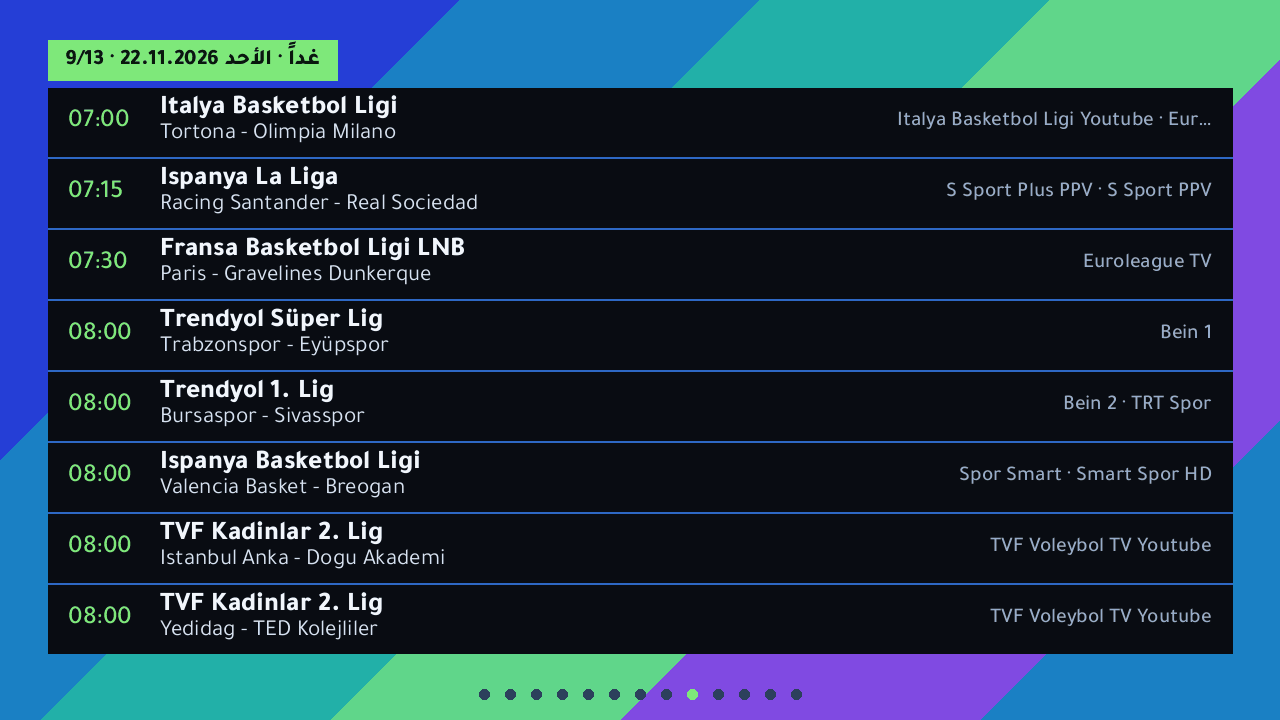 غداً · الأحد 22.11.2026 · 9/13
07:00
Italya Basketbol Ligi
Tortona - Olimpia Milano
Italya Basketbol Ligi Youtube · Eur...
07:15
Ispanya La Liga
Racing Santander - Real Sociedad
S Sport Plus PPV · S Sport PPV
07:30
Fransa Basketbol Ligi LNB
Paris - Gravelines Dunkerque
Euroleague TV
08:00
Trendyol Süper Lig
Trabzonspor - Eyüpspor
Bein 1
08:00
Trendyol 1. Lig
Bursaspor - Sivasspor
Bein 2 · TRT Spor
08:00
Ispanya Basketbol Ligi
Valencia Basket - Breogan
Spor Smart · Smart Spor HD
08:00
TVF Kadinlar 2. Lig
Istanbul Anka - Dogu Akademi
TVF Voleybol TV Youtube
08:00
TVF Kadinlar 2. Lig
Yedidag - TED Kolejliler
TVF Voleybol TV Youtube